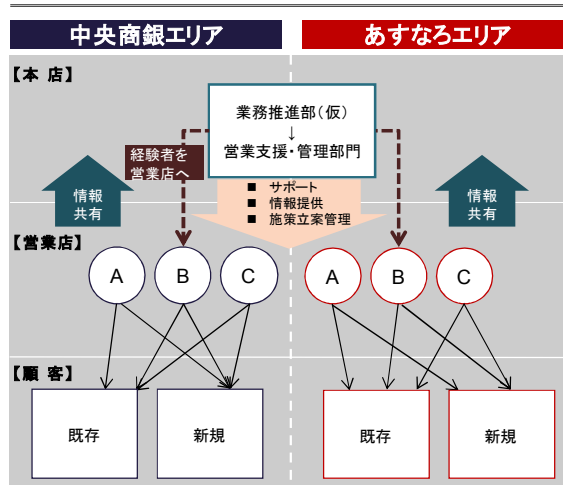 中央商銀エリア
あすなろエリア
【本 店】
業務推進部(仮)
↓
営業支援・管理部門
経験者を
営業店へ
■ サポート
■ 情報提供
■ 施策立案管理
情報
共有
情報
共有
【営業店】
A
B
C
A
B
C
【顧 客】
既存
新規
既存
新規